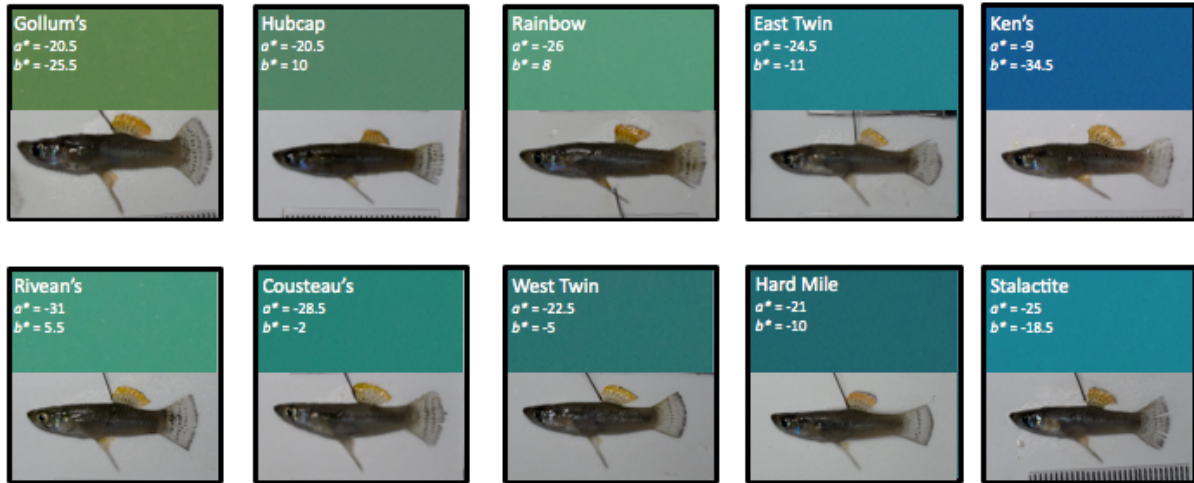 Gollum's
a* = -20.5
b* = -25.5
Hubcap
a* = -20.5
b* = 10
Rainbow
a* = -26
b* = 8
East Twin
a* = -24.5
b* = -11
Ken's
a* = -9
b* = -34.5
Rivean's
a* = -31
b* = 5.5
Cousteau's
a* = -28.5
b* = -2
West Twin
a* = -22.5
b* = -5
Hard Mile
a* = -21
b* = -10
Stalactite
a* = -25
b* = -18.5